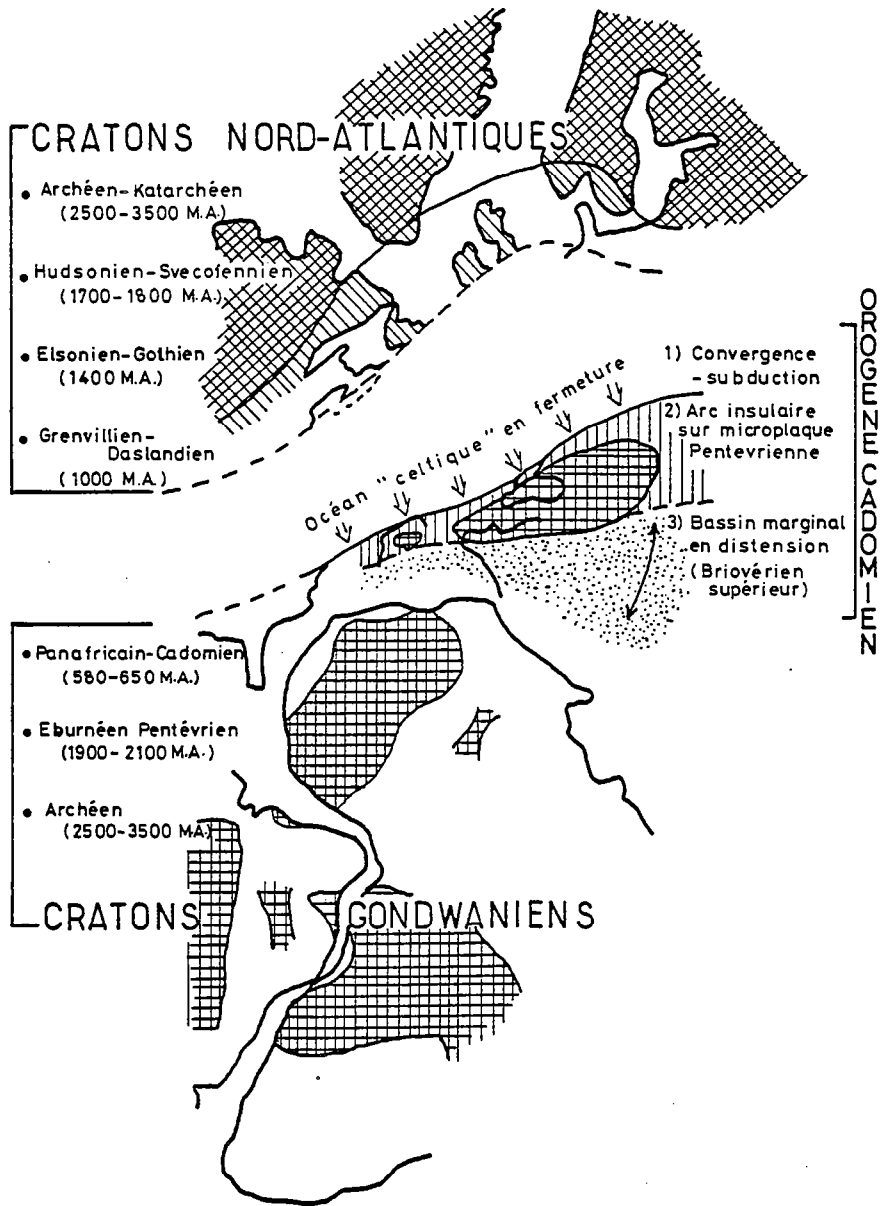 CRATONS NORD-ATLANTIQUES
• Archéen-Katarchéen
(2500-3500 M.A.)
• Hudsonien-Svecofennien
(1700-1800 M.A.)
• Elsonien-Gothien
(1400 M.A.)
• Grenvillien-
Daslandien
(1000 M.A.)
Océan "celtique" en fermeture
1) Convergence
-subduction
2) Arc insulaire
sur microplaque
Pentevrienne
3) Bassin marginal
en distension
(Briovérien
supérieur)
OROGENE CADOMIEN
• Panafricain-Cadomien
(580-650 M.A.)
• Eburnéen Pentévrien
(1900-2100 M.A.)
• Archéen
(2500-3500 M.A.)
CRATONS GONDWANIENS